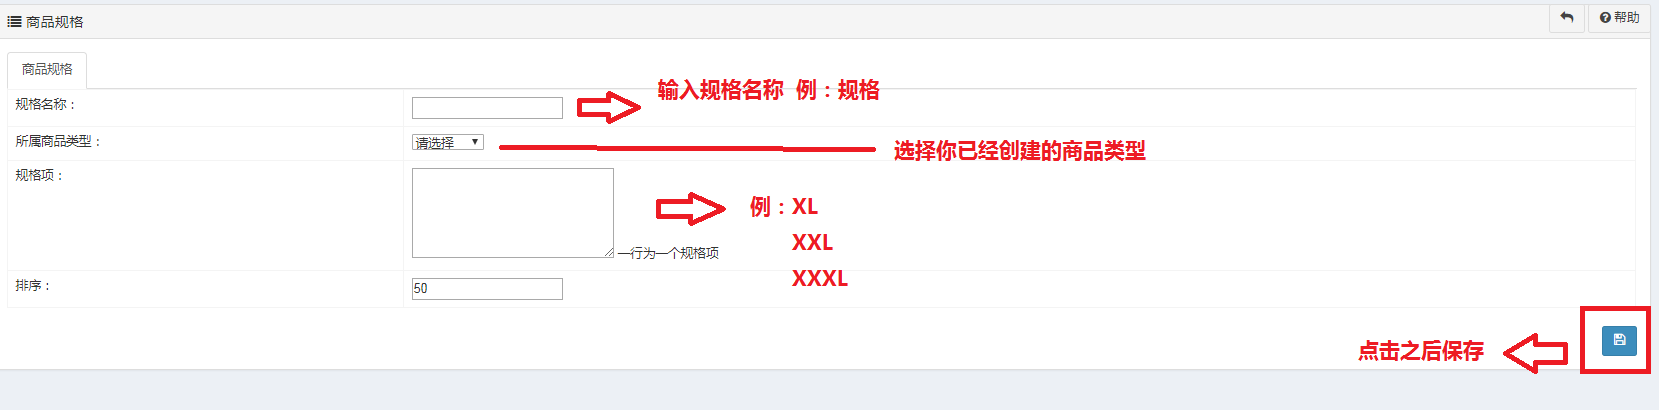 商品规格
帮助
商品规格
规格名称：
输入规格名称 例：规格
所属商品类型：
请选择
选择你已经创建的商品类型
规格项：
例：XL
XXL
一行为一个规格项
XXXL
排序：
50
点击之后保存